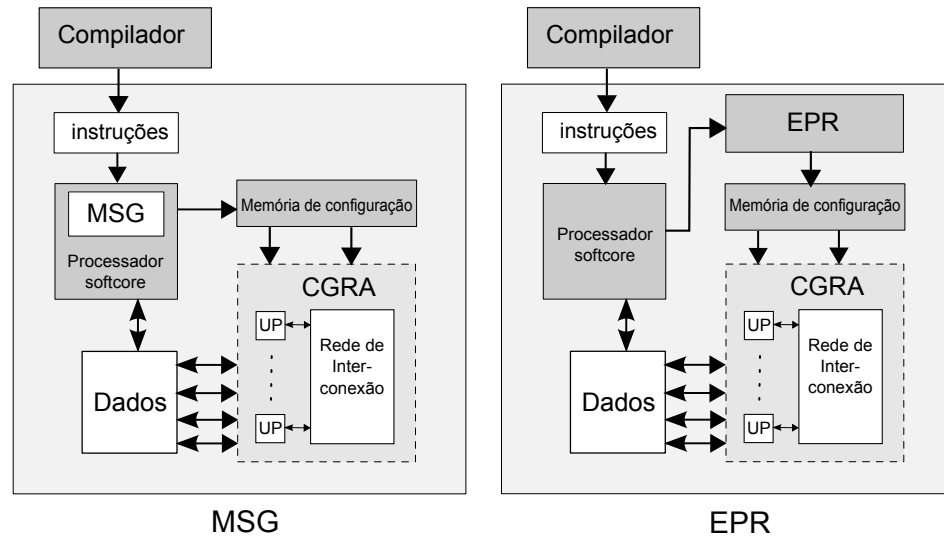 Compilador
instruções
MSG
Processador
softcore
Memória de configuração
CGRA
UP
UP
Rede de
Inter-
conexão
Dados
MSG
Compilador
instruções
EPR
Processador
softcore
Memória de configuração
CGRA
UP
UP
Rede de
Inter-
conexão
Dados
EPR